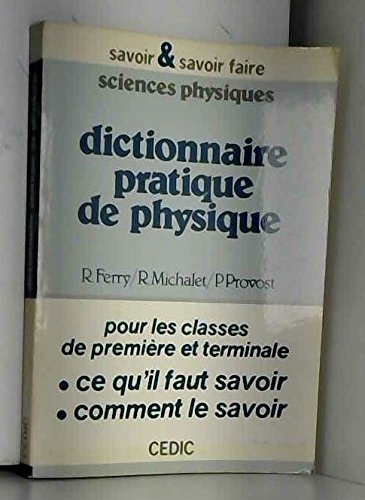 savoir & savoir faire
sciences physiques
dictionnaire
pratique
de physique
R. Ferry / R. Michalet / P. Provost
pour les classes
de première et terminale
• ce qu'il faut savoir
• comment le savoir
CEDIC